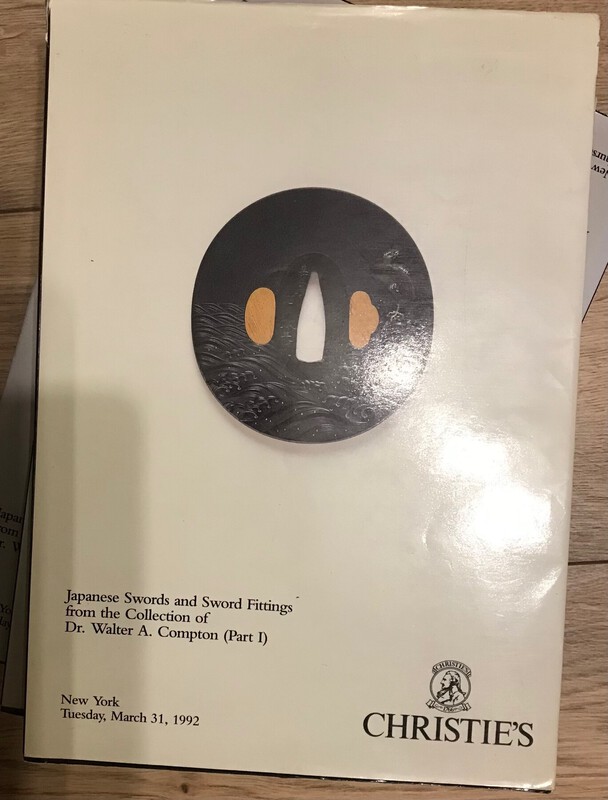 Japanese Swords and Sword Fittings
from the Collection of
Dr. Walter A. Compton (Part I)
New York
Tuesday, March 31, 1992
CHRISTIE'S
CHRISTIE'S